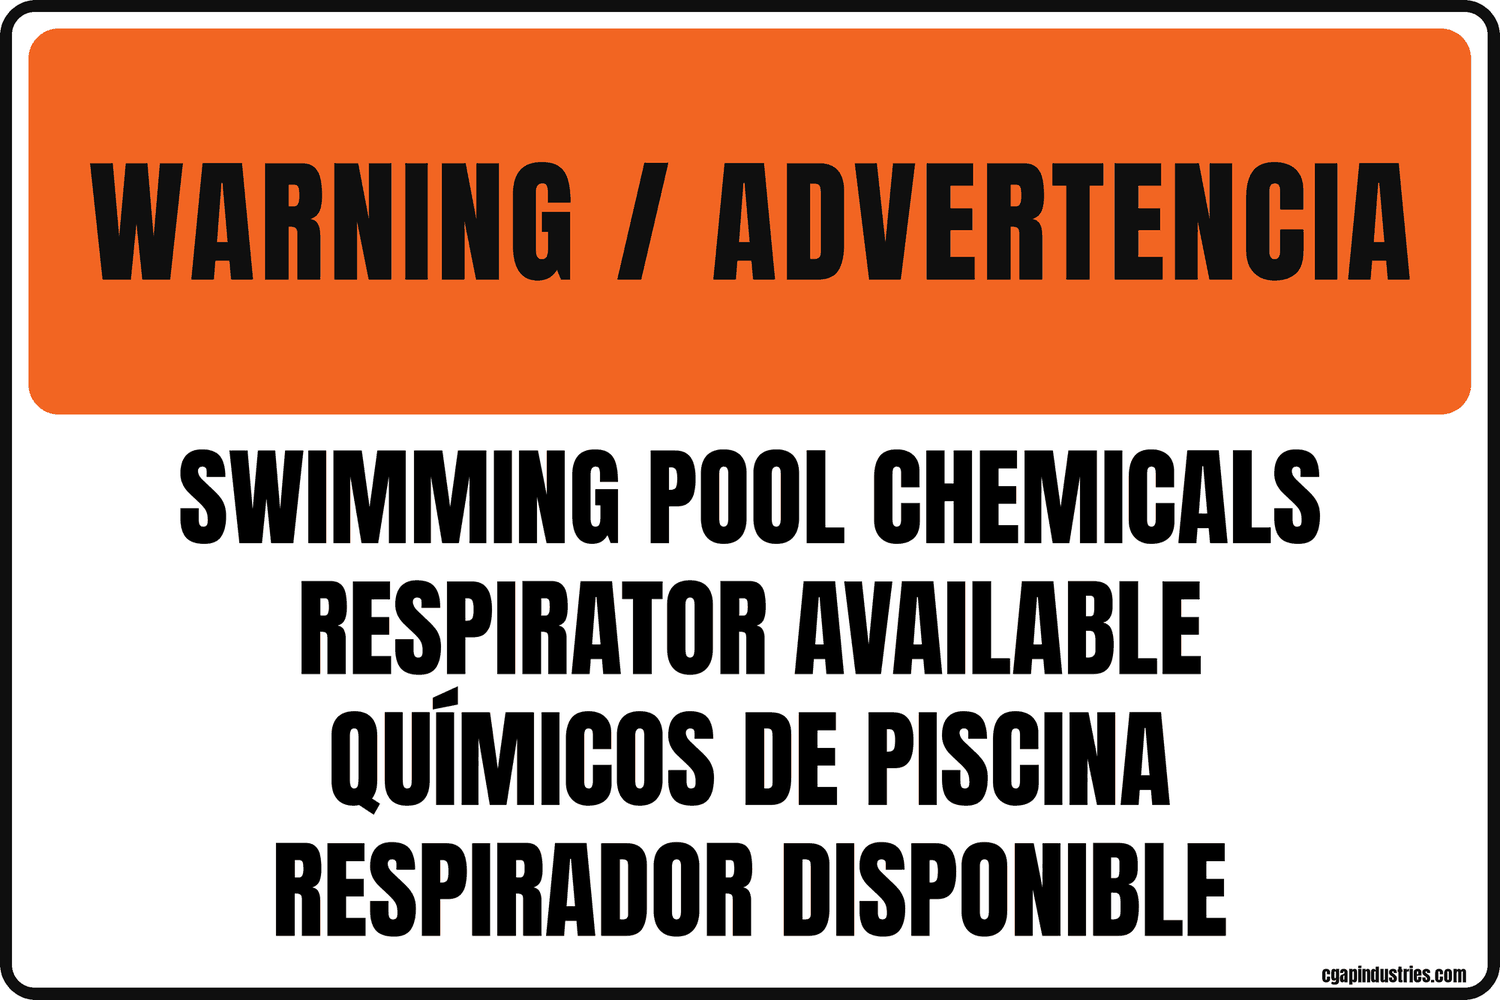 WARNING / ADVERTENCIA
SWIMMING POOL CHEMICALS
RESPIRATOR AVAILABLE
QUÍMICOS DE PISCINA
RESPIRADOR DISPONIBLE
cgapindustries.com